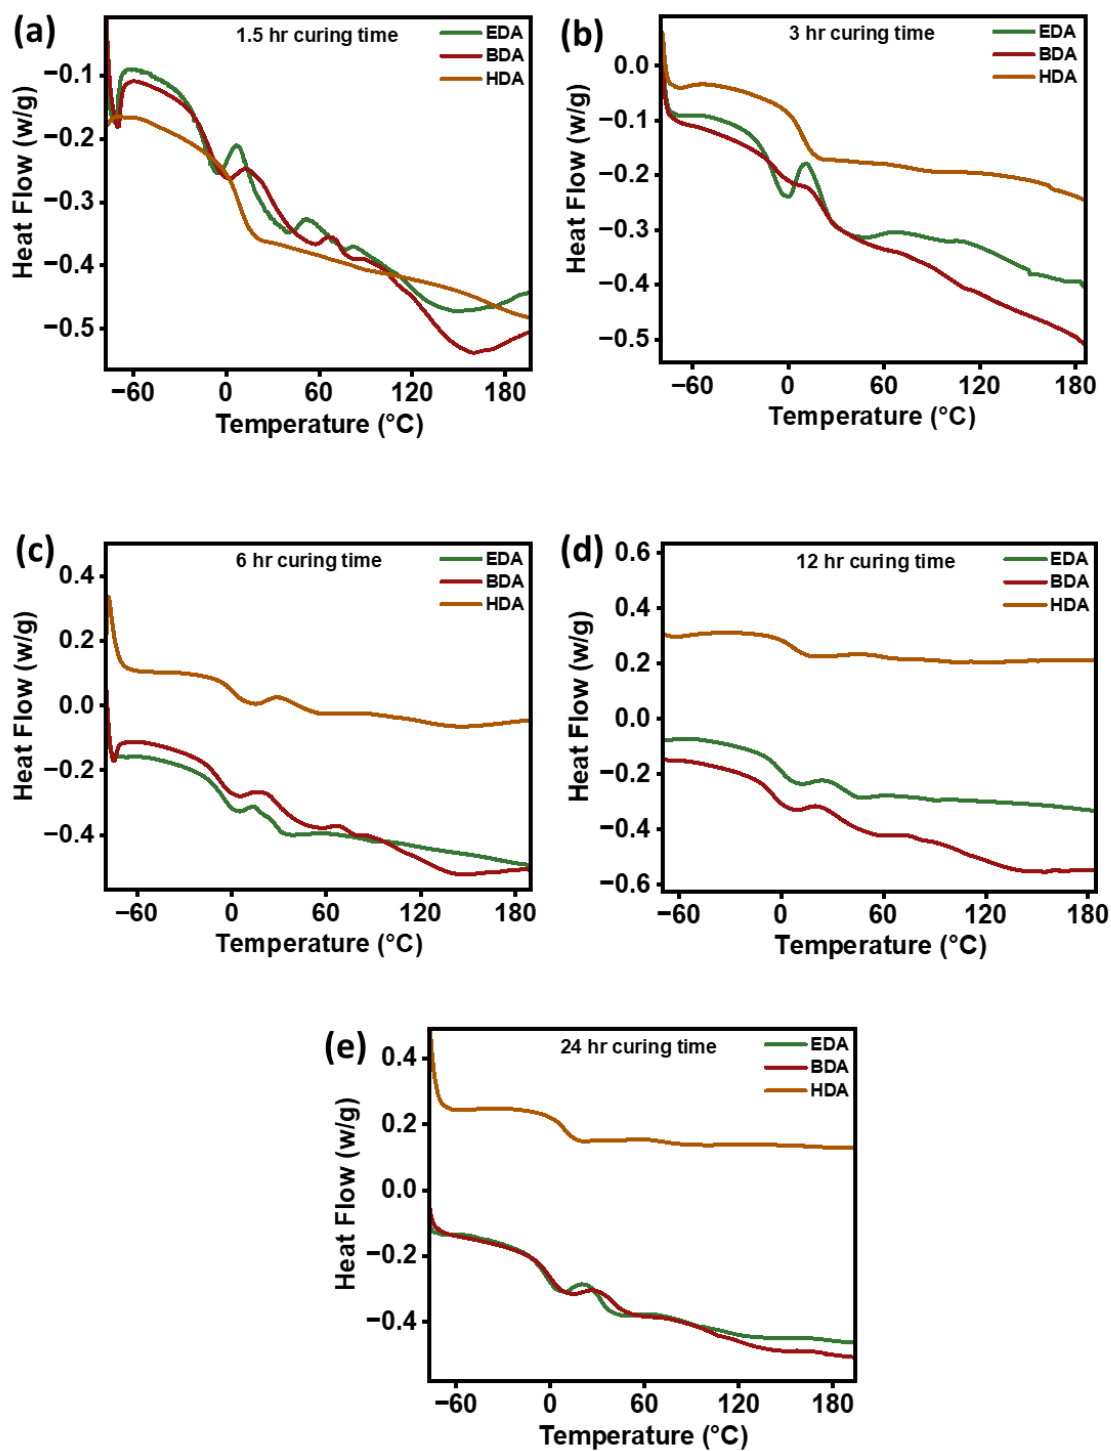 (a)
1.5 hr curing time
EDA
BDA
HDA
−0.1
−0.2
−0.3
−0.4
−0.5
Heat Flow (w/g)
−60
0
60
120
180
Temperature (°C)
(b)
3 hr curing time
EDA
BDA
HDA
0.0
−0.1
−0.2
−0.3
−0.4
−0.5
Heat Flow (w/g)
−60
0
60
120
180
Temperature (°C)
(c)
6 hr curing time
EDA
BDA
HDA
0.4
0.2
0.0
−0.2
−0.4
Heat Flow (w/g)
−60
0
60
120
180
Temperature (°C)
(d)
12 hr curing time
EDA
BDA
HDA
0.6
0.4
0.2
0.0
−0.2
−0.4
−0.6
Heat Flow (w/g)
−60
0
60
120
180
Temperature (°C)
(e)
24 hr curing time
EDA
BDA
HDA
0.4
0.2
0.0
−0.2
−0.4
Heat Flow (w/g)
−60
0
60
120
180
Temperature (°C)